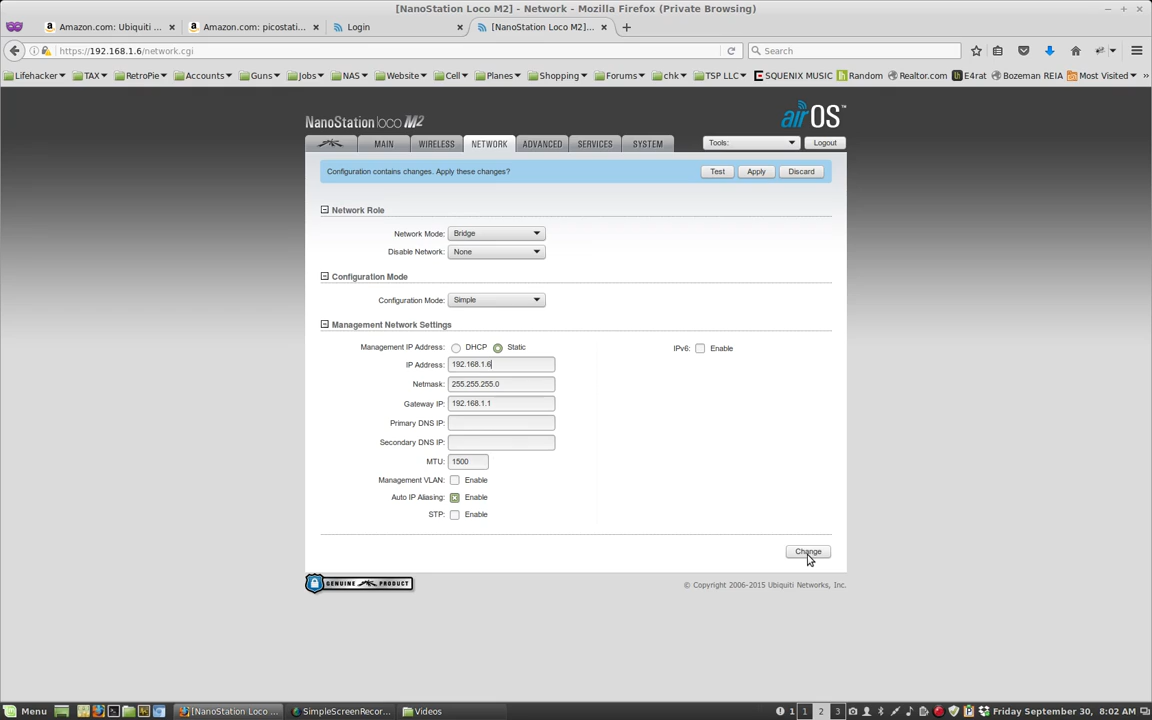 [NanoStation Loco M2] - Network - Mozilla Firefox (Private Browsing)
Amazon.com: Ubiquiti ...
Amazon.com: picostati...
Login
[NanoStation Loco M2]...
https://192.168.1.6/network.cgi
Search
Lifehacker
TAX
RetroPie
Accounts
Guns
Jobs
NAS
Website
Cell
Planes
Shopping
Forums
chk
TSP LLC
SQUENIX MUSIC
Random
Realtor.com
E4rat
Bozeman REIA
Most Visited
NanoStation loco M2
airOS™
MAIN
WIRELESS
NETWORK
ADVANCED
SERVICES
SYSTEM
Tools:
Logout
Configuration contains changes. Apply these changes?
Test
Apply
Discard
Network Role
Network Mode: Bridge
Disable Network: None
Configuration Mode
Configuration Mode: Simple
Management Network Settings
Management IP Address: DHCP Static
IPv6: Enable
IP Address: 192.168.1.6
Netmask: 255.255.255.0
Gateway IP: 192.168.1.1
Primary DNS IP:
Secondary DNS IP:
MTU: 1500
Management VLAN: Enable
Auto IP Aliasing: Enable
STP: Enable
Change
GENUINE PRODUCT
© Copyright 2006-2015 Ubiquiti Networks, Inc.
Menu
[NanoStation Loco ...
SimpleScreenRecor...
Videos
1
1
2
3
Friday September 30, 8:02 AM